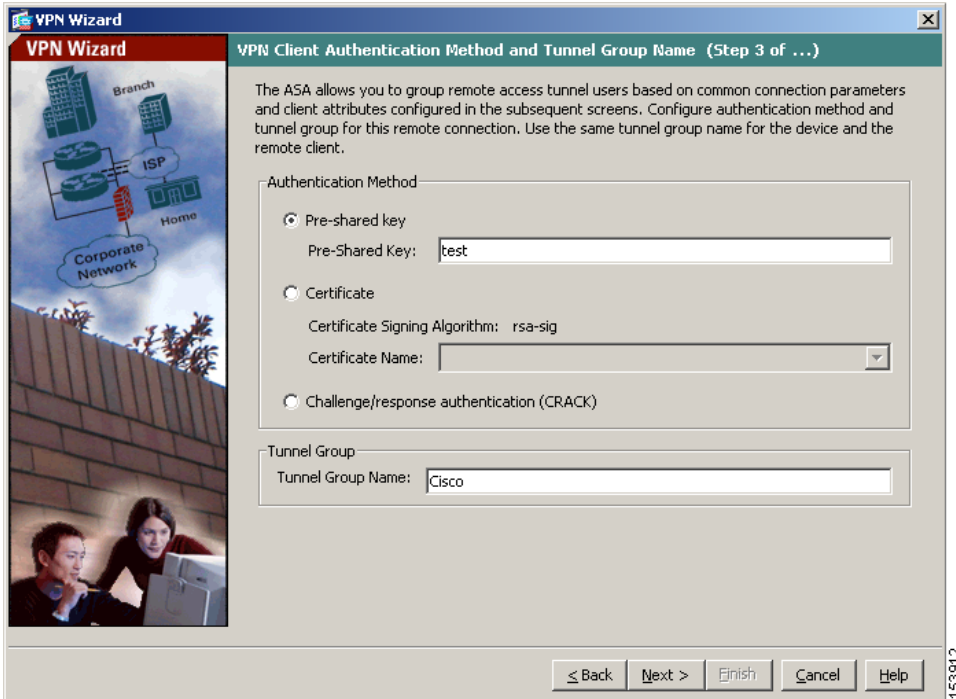 VPN Wizard
VPN Wizard
VPN Client Authentication Method and Tunnel Group Name (Step 3 of ...)
Branch
ISP
Home
Corporate
Network
The ASA allows you to group remote access tunnel users based on common connection parameters
and client attributes configured in the subsequent screens. Configure authentication method and
tunnel group for this remote connection. Use the same tunnel group name for the device and the
remote client.
Authentication Method
Pre-shared key
Pre-Shared Key: test
Certificate
Certificate Signing Algorithm: rsa-sig
Certificate Name:
Challenge/response authentication (CRACK)
Tunnel Group
Tunnel Group Name: Cisco
< Back Next > Finish Cancel Help
153912